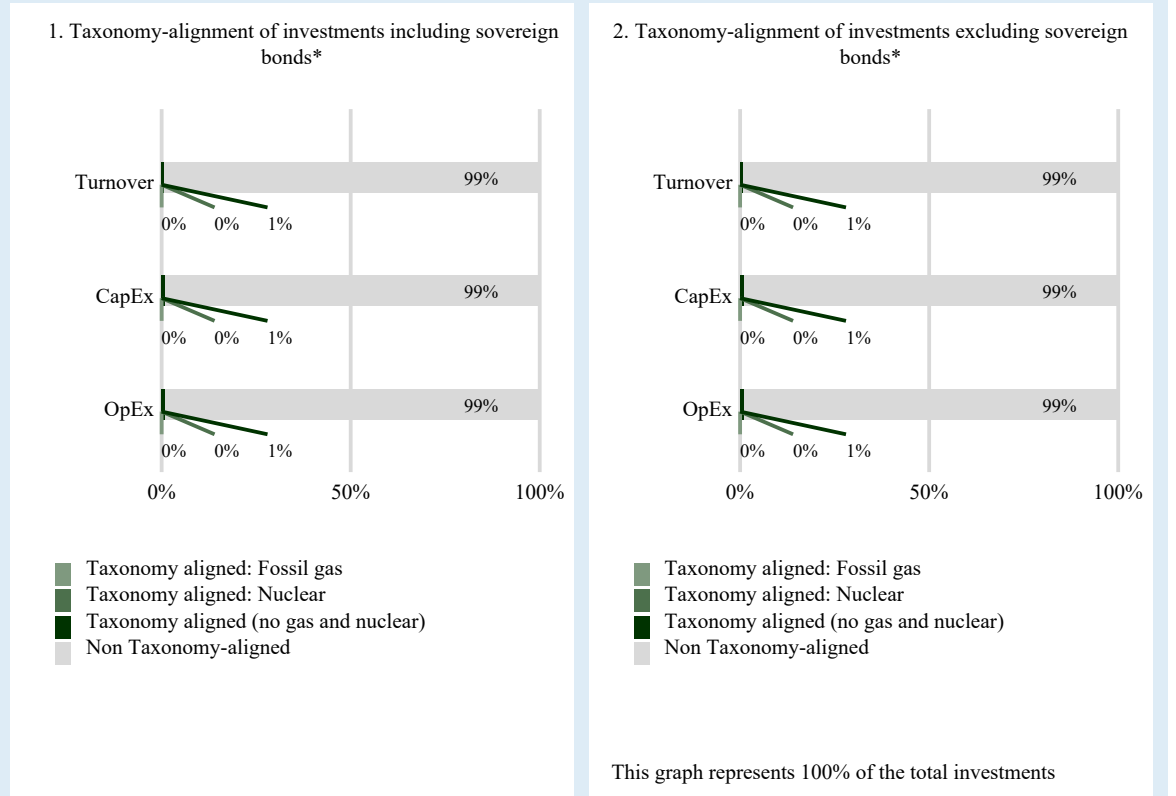 1. Taxonomy-alignment of investments including sovereign
bonds*
Turnover
99%
0% 0% 1%
CapEx
99%
0% 0% 1%
OpEx
99%
0% 0% 1%
0% 50% 100%
Taxonomy aligned: Fossil gas
Taxonomy aligned: Nuclear
Taxonomy aligned (no gas and nuclear)
Non Taxonomy-aligned
2. Taxonomy-alignment of investments excluding sovereign
bonds*
Turnover
99%
0% 0% 1%
CapEx
99%
0% 0% 1%
OpEx
99%
0% 0% 1%
0% 50% 100%
Taxonomy aligned: Fossil gas
Taxonomy aligned: Nuclear
Taxonomy aligned (no gas and nuclear)
Non Taxonomy-aligned
This graph represents 100% of the total investments